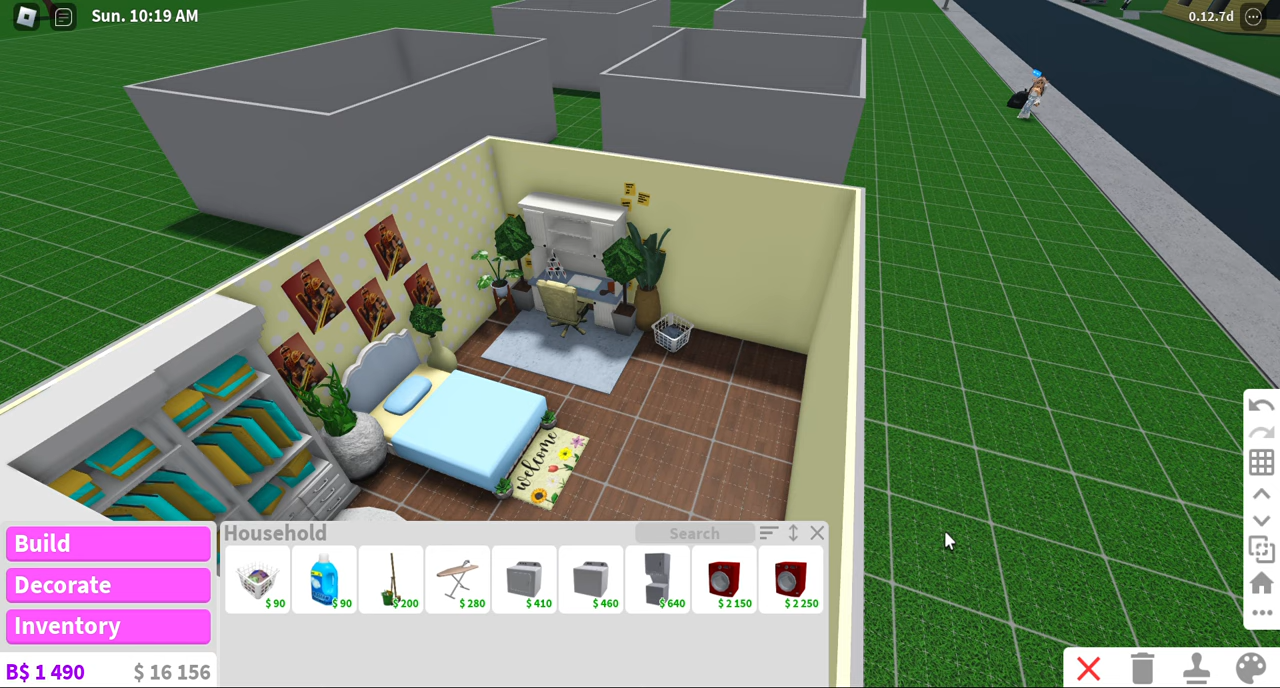 Sun. 10:19 AM
0.12.7d
welcome
Build
Decorate
Inventory
B$ 1 490
$ 16 156
Household
Search
$ 90
$ 90
$ 200
$ 280
$ 410
$ 460
$ 640
$ 2 150
$ 2 250